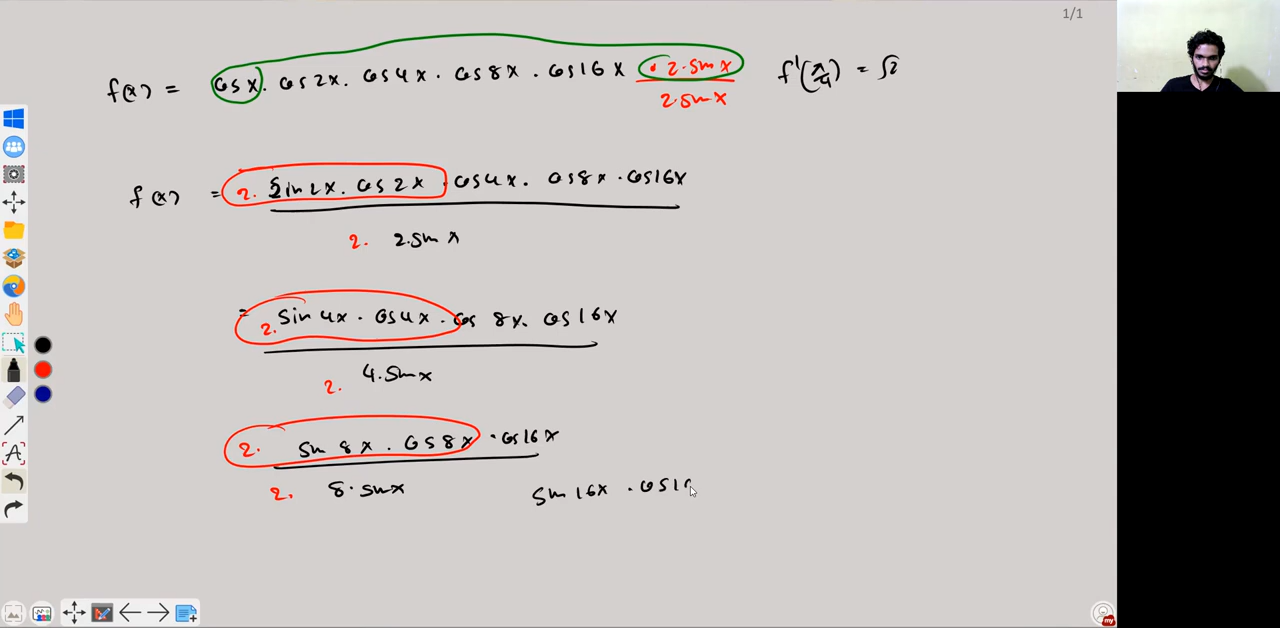 1/1
f(x) = cos x . cos 2x . cos 4x . cos 8x . cos 16x . 2 . sin x / 2 sin x f'(π/4) = √2
f(x) = 2. sin 2x . cos 2x . cos 4x . cos 8x . cos 16x
2. 2.sin x
= 2. sin 4x . cos 4x . cos 8x . cos 16x
2. 4.sin x
2. sin 8x . cos 8x . cos 16x
2. 8.sin x
sin 16x . cos 1